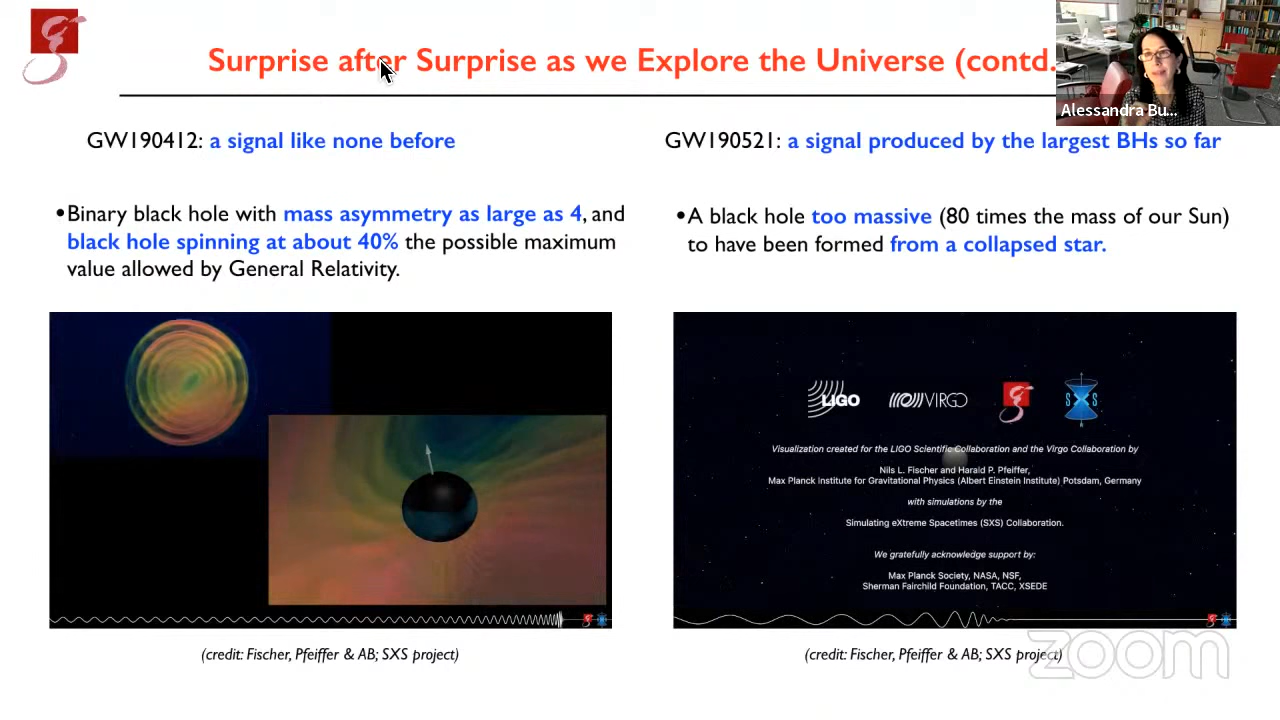 Surprise after Surprise as we Explore the Universe (contd.
Alessandra Bu...
GW190412: a signal like none before
•Binary black hole with mass asymmetry as large as 4, and
black hole spinning at about 40% the possible maximum
value allowed by General Relativity.
(credit: Fischer, Pfeiffer & AB; SXS project)
GW190521: a signal produced by the largest BHs so far
•A black hole too massive (80 times the mass of our Sun)
to have been formed from a collapsed star.
LIGO
VIRGO
S S
Visualization created for the LIGO Scientific Collaboration and the Virgo Collaboration by
Nils L. Fischer and Harald P. Pfeiffer,
Max Planck Institute for Gravitational Physics (Albert Einstein Institute) Potsdam, Germany
with simulations by the
Simulating eXtreme Spacetimes (SXS) Collaboration.
We gratefully acknowledge support by:
Max Planck Society, NASA, NSF,
Sherman Fairchild Foundation, TACC, XSEDE
(credit: Fischer, Pfeiffer & AB; SXS project)
zoom